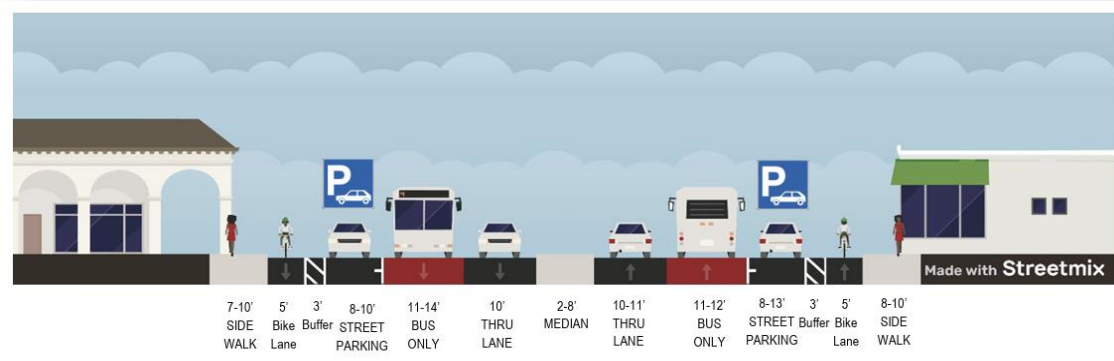 P
P
Made with Streetmix
7-10' 5' 3' 8-10' 11-14' 10' 2-8' 10-11' 11-12' 8-13' 3' 5' 8-10'
SIDE Bike Buffer STREET BUS THRU MEDIAN THRU BUS STREET Buffer Bike SIDE
WALK Lane PARKING ONLY LANE LANE ONLY PARKING Lane WALK